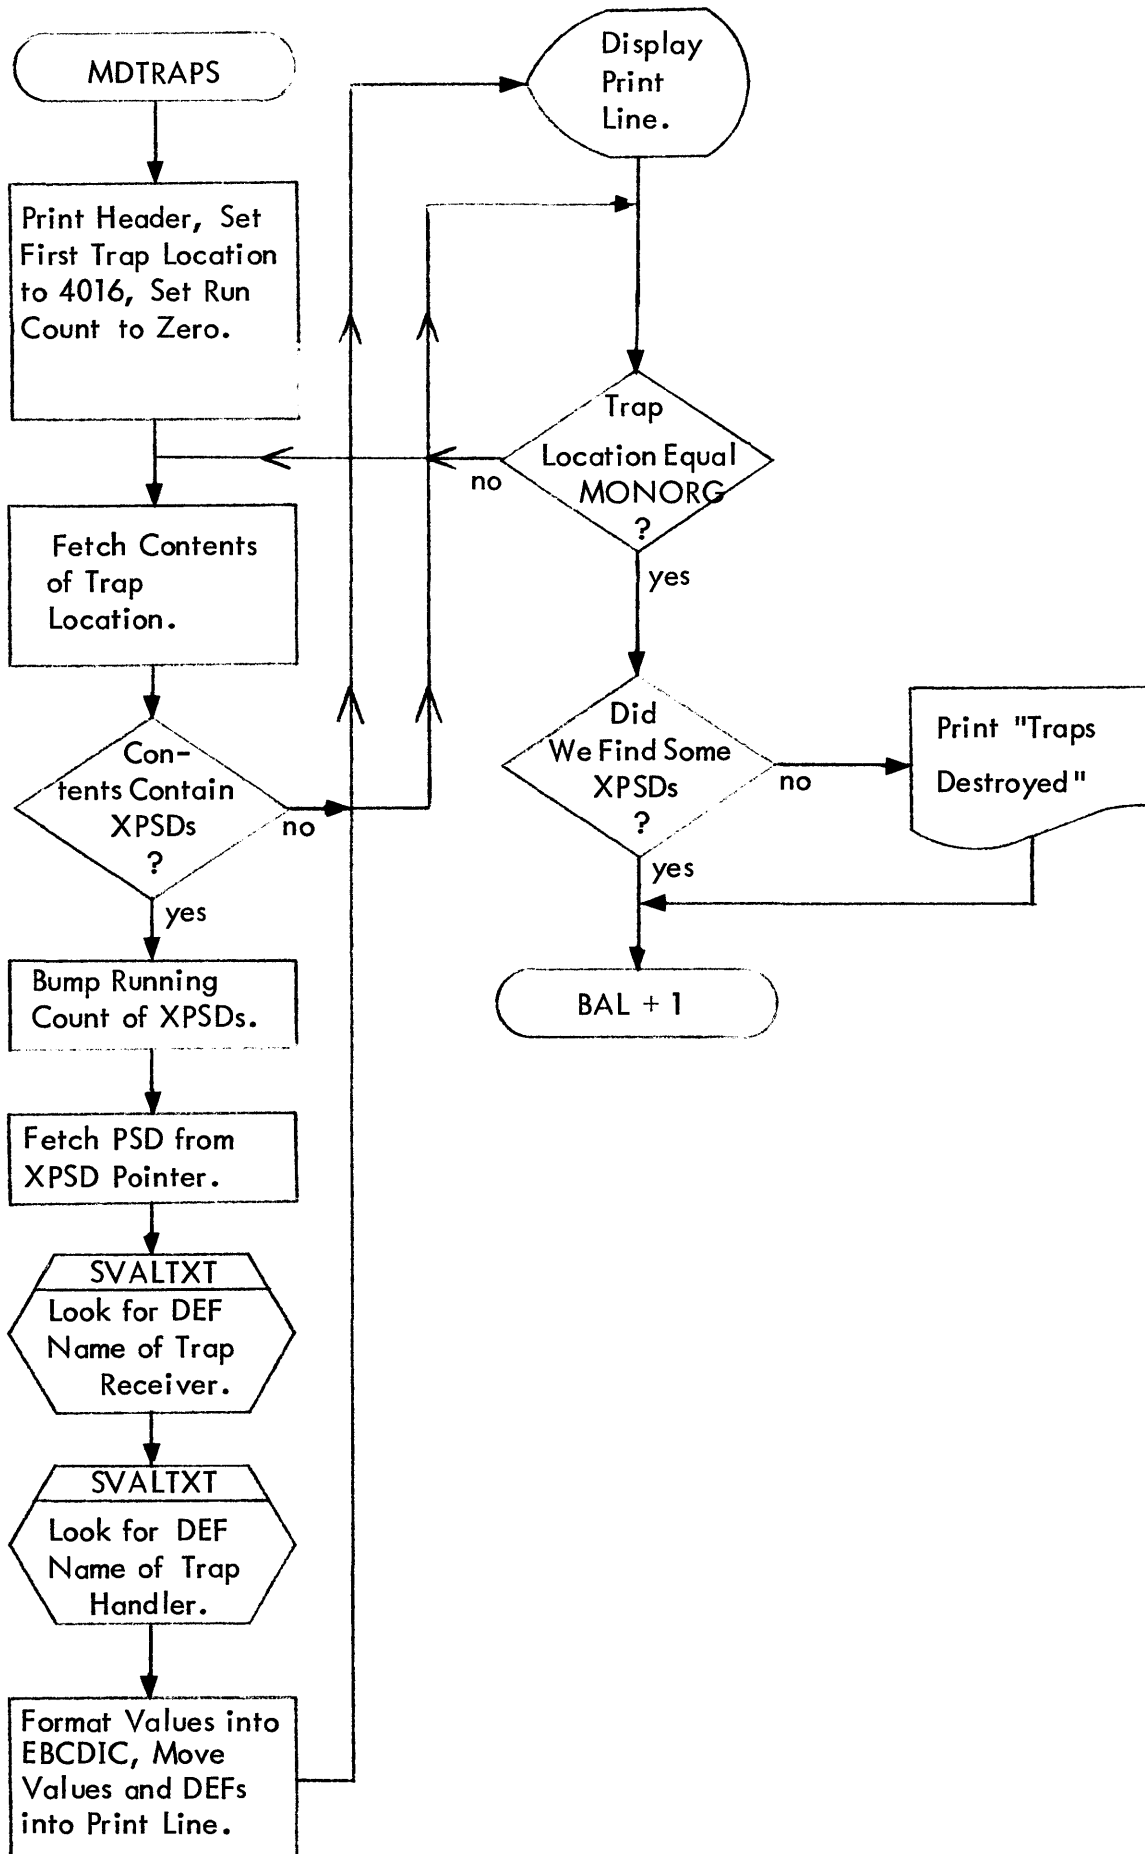 MDTRAPS
Print Header, Set
First Trap Location
to 4016, Set Run
Count to Zero.
Fetch Contents
of Trap
Location.
Con-
tents Contain
XPSDs
?
no
yes
Bump Running
Count of XPSDs.
Fetch PSD from
XPSD Pointer.
SVALTXT
Look for DEF
Name of Trap
Receiver.
SVALTXT
Look for DEF
Name of Trap
Handler.
Format Values into
EBCDIC, Move
Values and DEFs
into Print Line.
Display
Print
Line.
Trap
Location Equal
MONORG
?
no
yes
Did
We Find Some
XPSDs
?
no
yes
Print "Traps
Destroyed"
BAL + 1